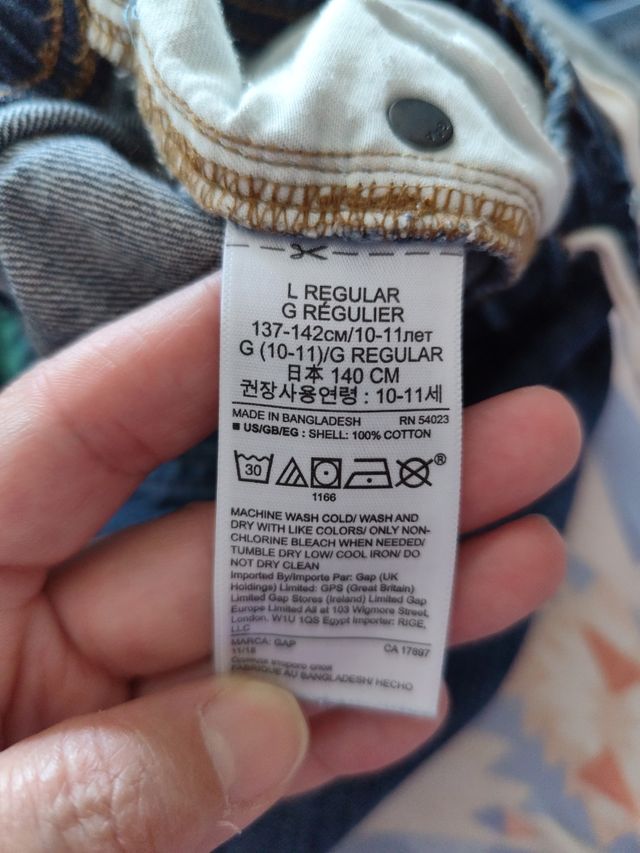 L REGULAR
G RÉGULIER
137-142см/10-11лет
G (10-11)/G REGULAR
日本 140 CM
권장사용연령 : 10-11세
MADE IN BANGLADESH RN 54023
■ US/GB/EG : SHELL: 100% COTTON
30 ®
1166
MACHINE WASH COLD/ WASH AND
DRY WITH LIKE COLORS/ ONLY NON-
CHLORINE BLEACH WHEN NEEDED/
TUMBLE DRY LOW/ COOL IRON/ DO
NOT DRY CLEAN
Imported By/Importe Par: Gap (UK
Holdings) Limited: GPS (Great Britain)
Limited Gap Stores (Ireland) Limited Gap
Europe Limited All at 103 Wigmore Street,
London, W1U 1QS Egypt Importer: RIGE,
LLC
MARCA: GAP CA 17897
11/18
FABRIQUE AU BANGLADESH/ HECHO